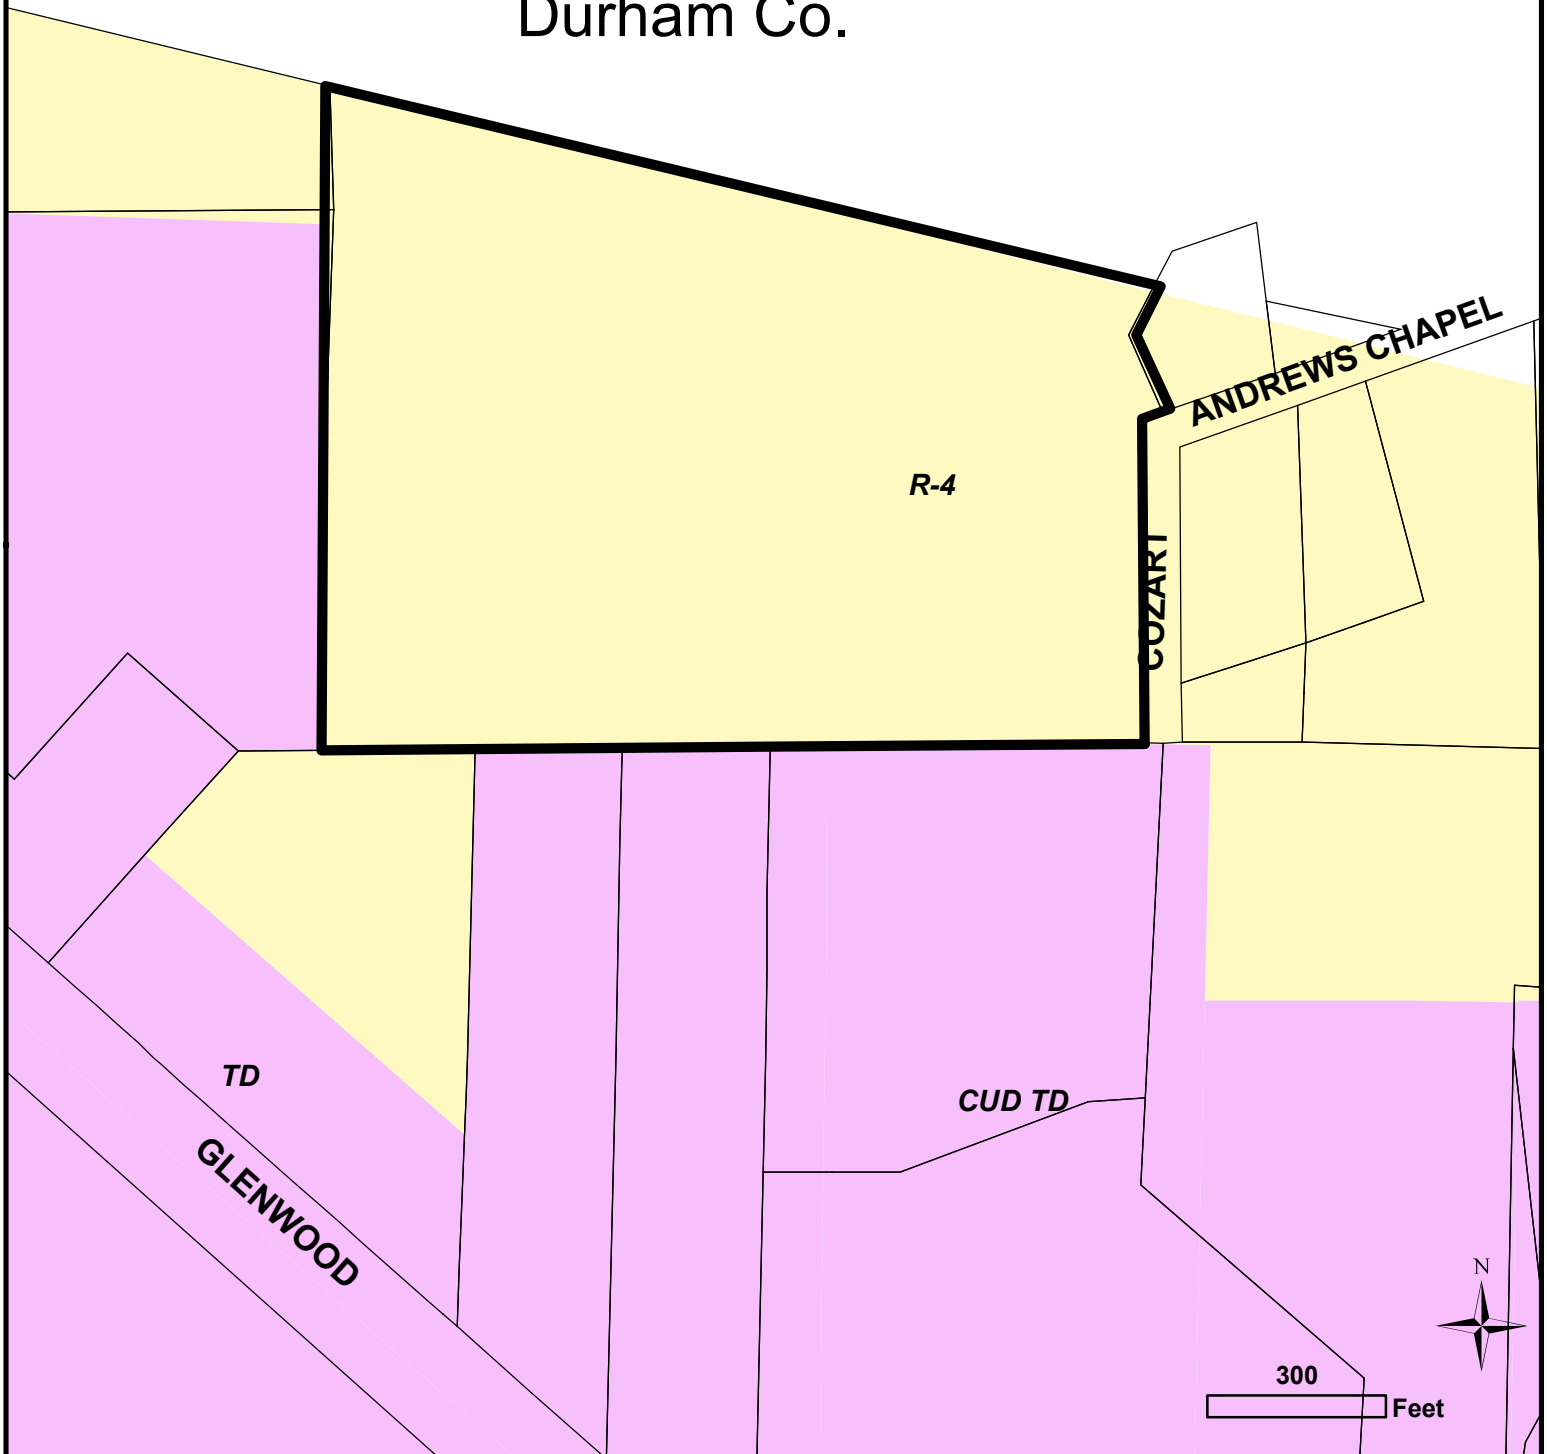 Durham Co.
ANDREWS CHAPEL
R-4
COZART
TD
CUD TD
GLENWOOD
N
300
Feet